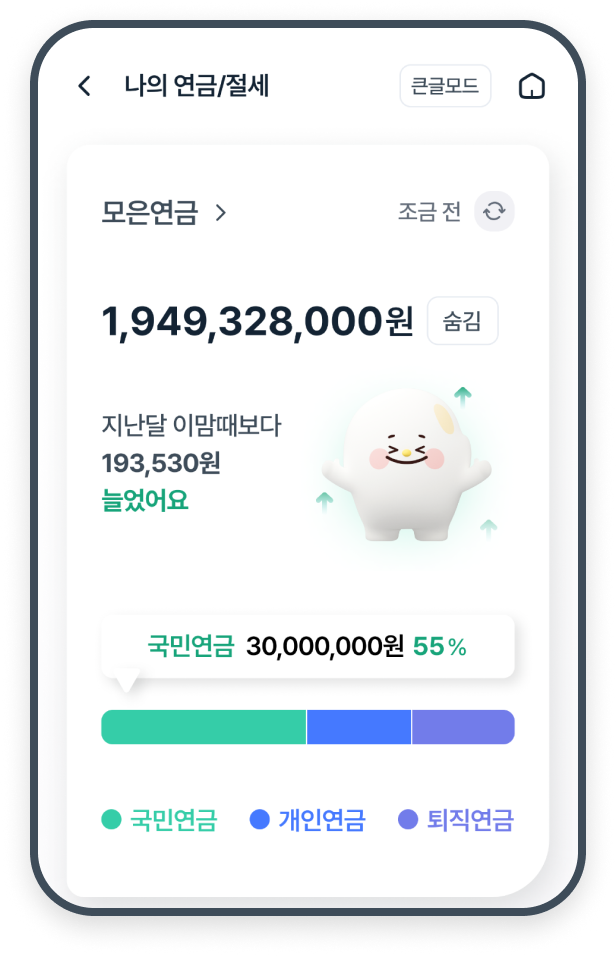 나의 연금/절세 큰글모드
모은연금 조금 전
1,949,328,000원 숨김
지난달 이맘때보다
193,530원
늘었어요
국민연금 30,000,000원 55%
국민연금 개인연금 퇴직연금